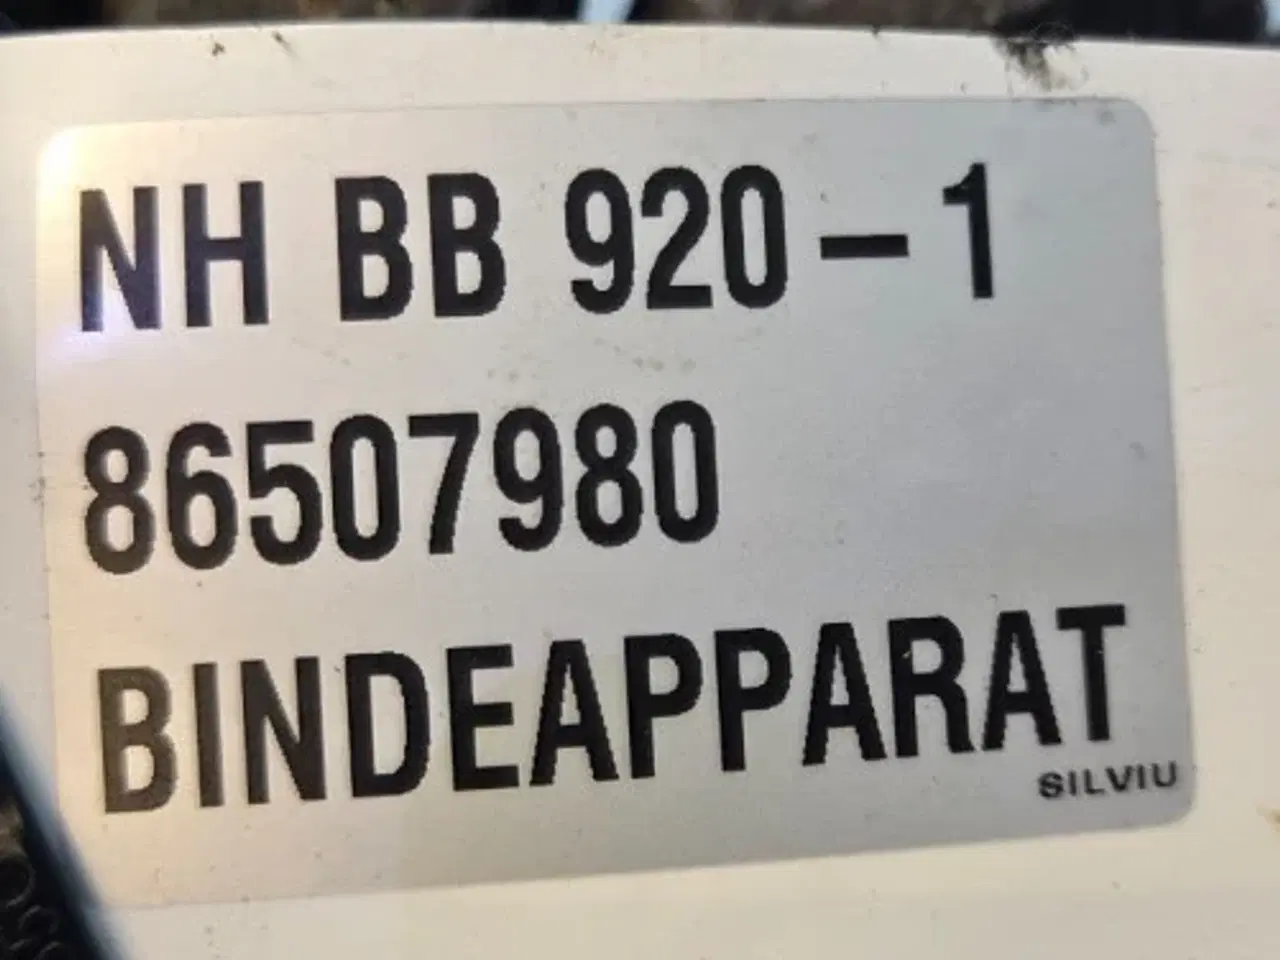 NH BB 920-1
86507980
BINDEAPPARAT
SILVIU